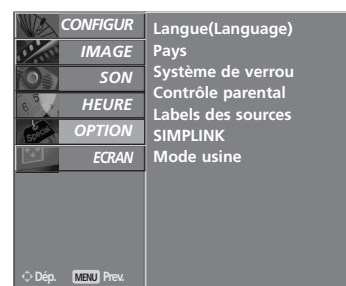 CONFIGUR
IMAGE
SON
HEURE
OPTION
ECRAN
Langue(Language)
Pays
Système de verrou
Contrôle parental
Labels des sources
SIMPLINK
Mode usine
Dép. MENU Prev.
Special